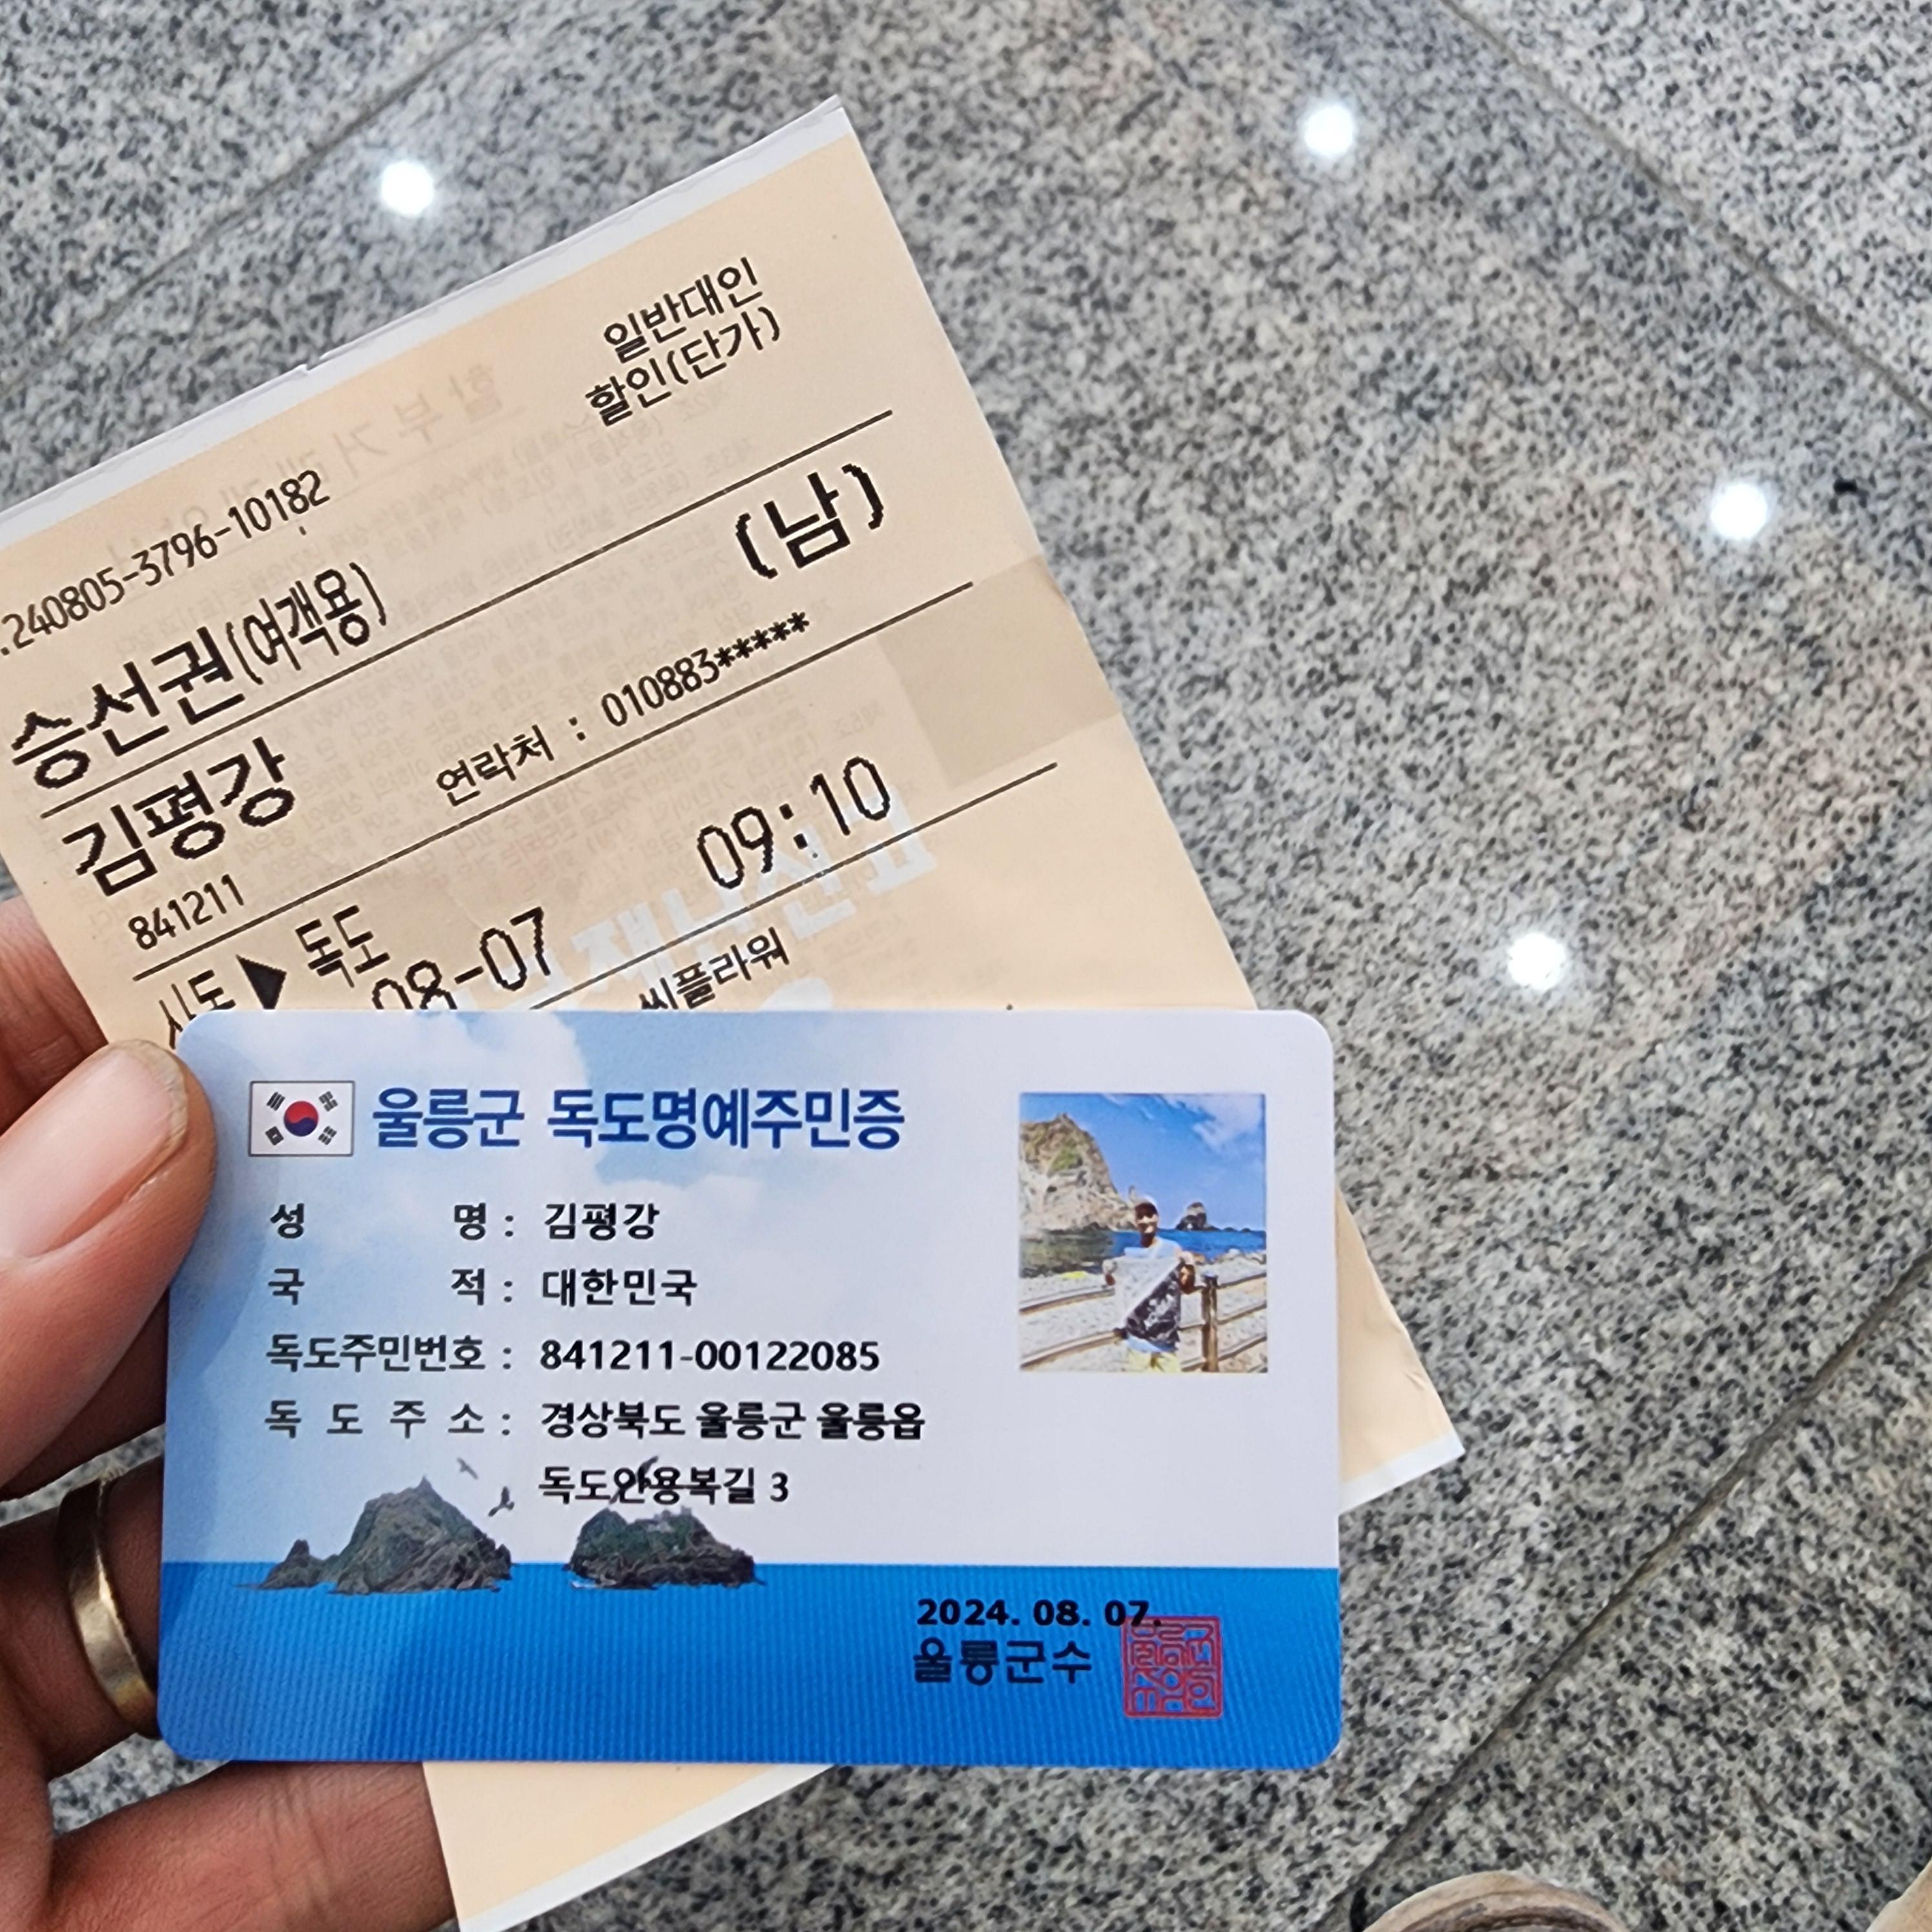 일반대인
할인(단가)
.240805-3796-10182
승선권(여객용) (남)
김평강 연락처 : 010883*****
841211
독도 09:10
08-07 씨플라워
울릉군 독도명예주민증
성 명 : 김평강
국 적 : 대한민국
독도주민번호 : 841211-00122085
독 도 주 소 : 경상북도 울릉군 울릉읍
독도안용복길 3
2024. 08. 07.
울릉군수